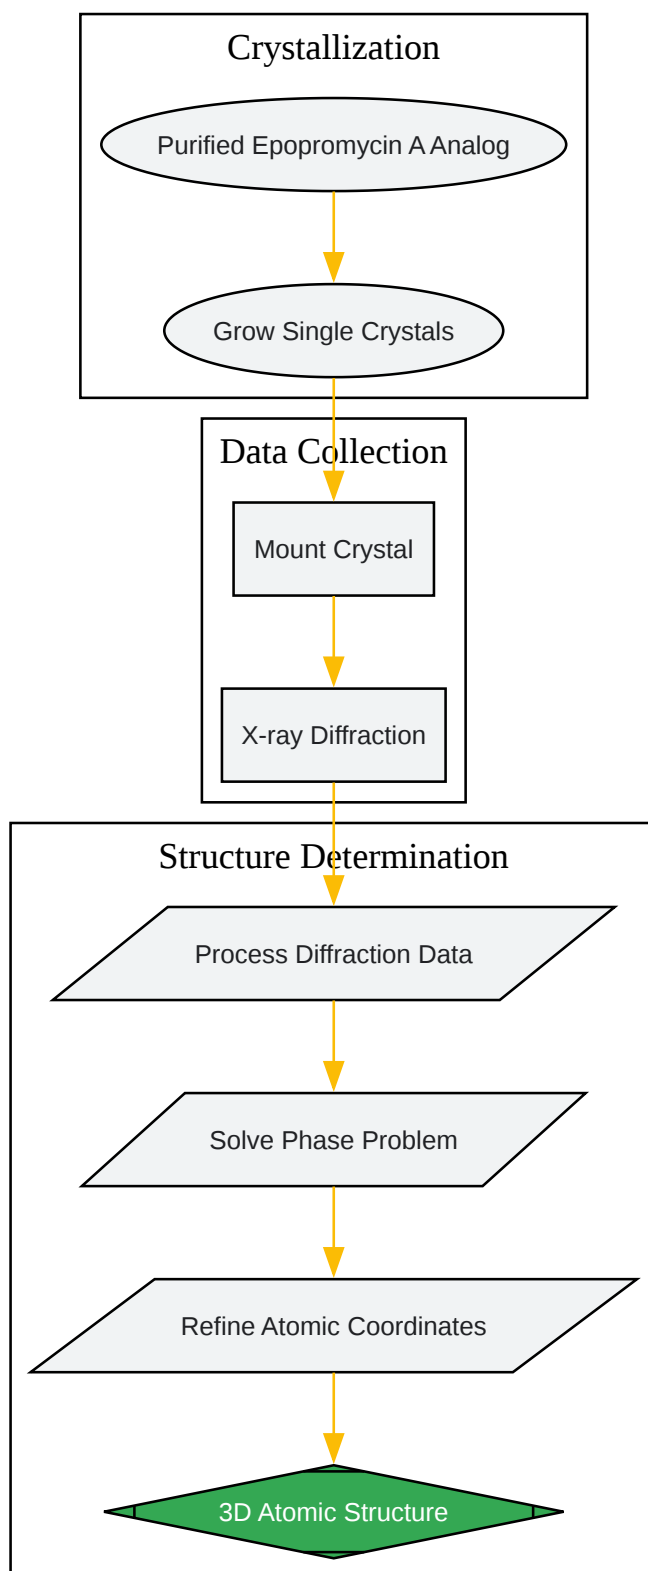 Crystallization
Purified Epopromycin A Analog
Grow Single Crystals
Data Collection
Mount Crystal
X-ray Diffraction
Structure Determination
Process Diffraction Data
Solve Phase Problem
Refine Atomic Coordinates
3D Atomic Structure